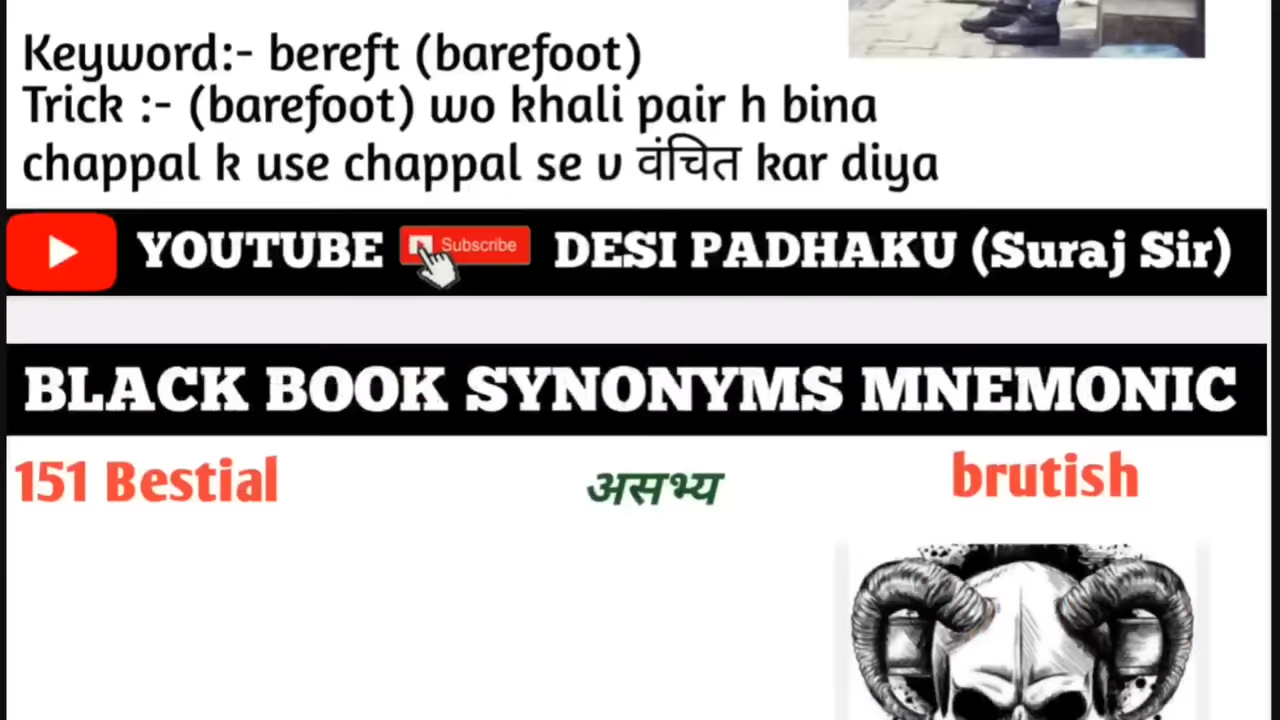 Keyword:- bereft (barefoot)
Trick :- (barefoot) wo khali pair h bina
chappal k use chappal se v वंचित kar diya
YOUTUBE Subscribe DESI PADHAKU (Suraj Sir)
BLACK BOOK SYNONYMS MNEMONIC
151 Bestial असभ्य brutish